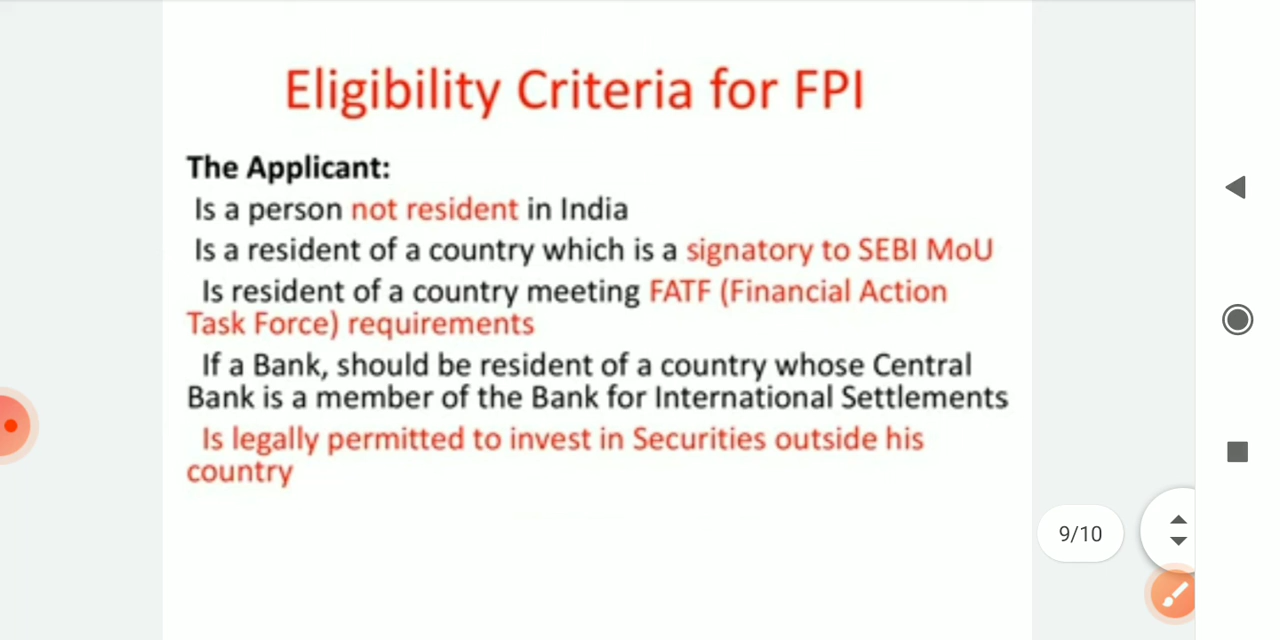 Eligibility Criteria for FPI
The Applicant:
Is a person not resident in India
Is a resident of a country which is a signatory to SEBI MoU
Is resident of a country meeting FATF (Financial Action
Task Force) requirements
If a Bank, should be resident of a country whose Central
Bank is a member of the Bank for International Settlements
Is legally permitted to invest in Securities outside his
country
9/10